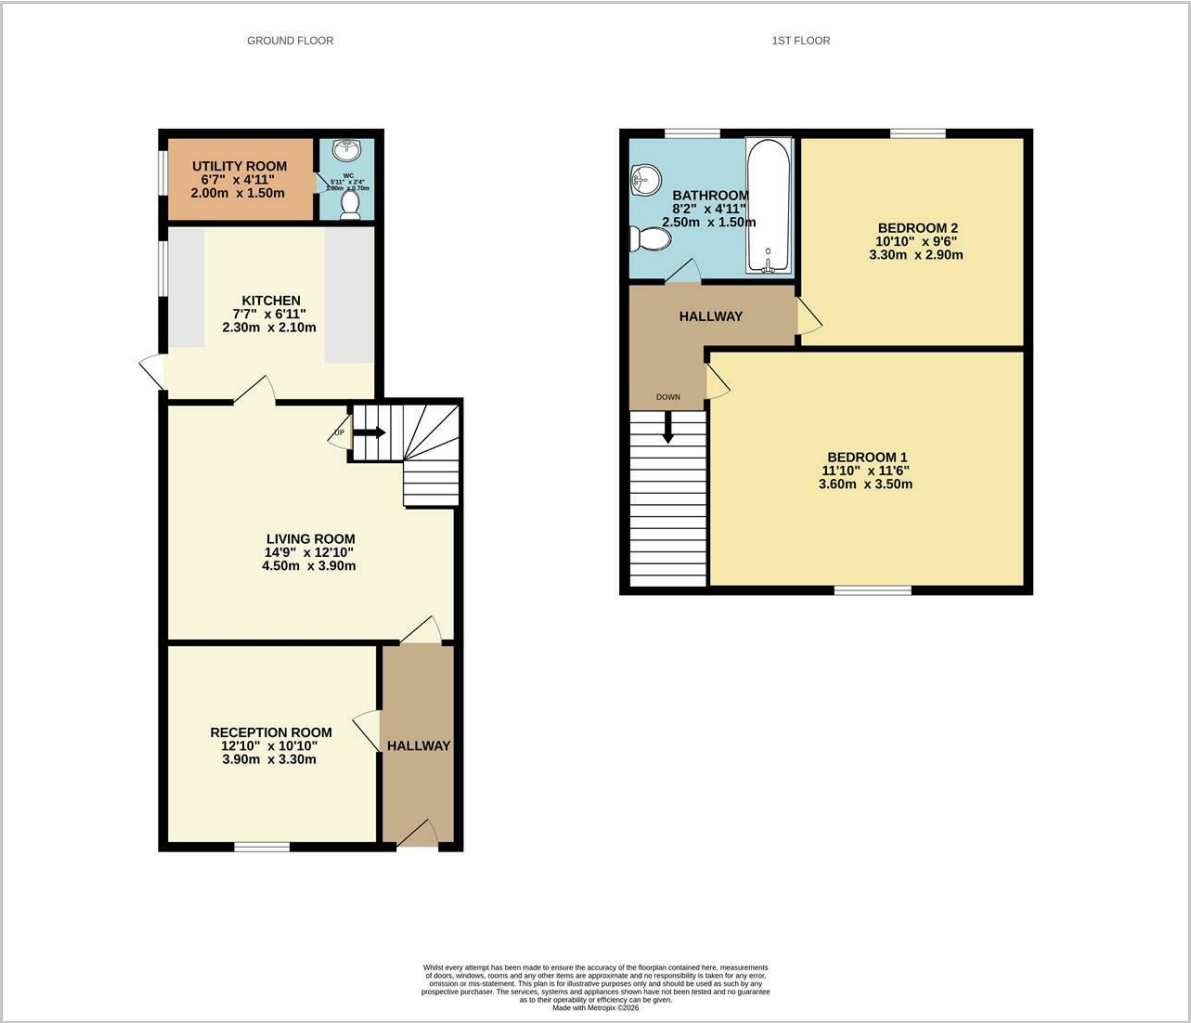 GROUND FLOOR
1ST FLOOR
UTILITY ROOM
6'7" x 4'11"
2.00m x 1.50m
WC
5'11" x 2'4"
1.80m x 0.70m
KITCHEN
7'7" x 6'11"
2.30m x 2.10m
UP
LIVING ROOM
14'9" x 12'10"
4.50m x 3.90m
RECEPTION ROOM
12'10" x 10'10"
3.90m x 3.30m
HALLWAY
BATHROOM
8'2" x 4'11"
2.50m x 1.50m
BEDROOM 2
10'10" x 9'6"
3.30m x 2.90m
HALLWAY
DOWN
BEDROOM 1
11'10" x 11'6"
3.60m x 3.50m
Whilst every attempt has been made to ensure the accuracy of the floorplan contained here, measurements
of doors, windows, rooms and any other items are approximate and no responsibility is taken for any error,
omission or mis-statement. This plan is for illustrative purposes only and should be used as such by any
prospective purchaser. The services, systems and appliances shown have not been tested and no guarantee
as to their operability or efficiency can be given.
Made with Metropix ©2026